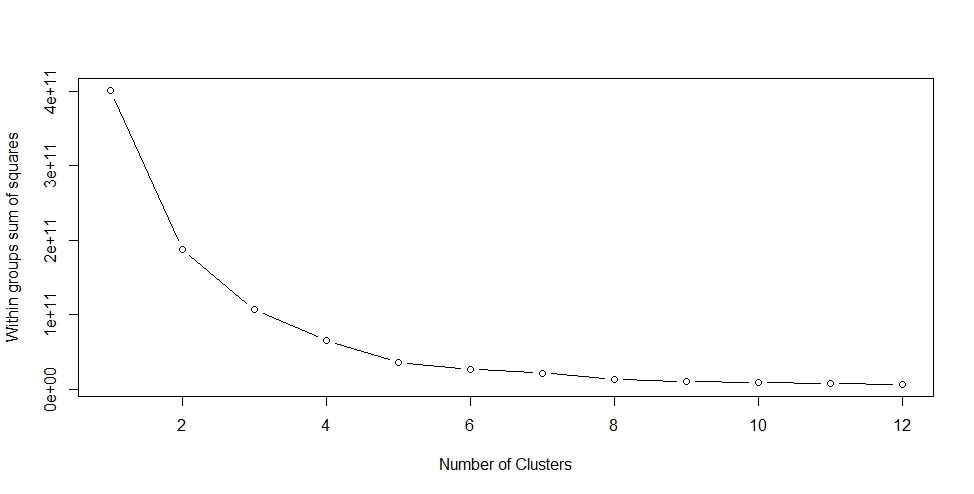 Within groups sum of squares
4e+11
3e+11
2e+11
1e+11
0e+00
2 4 6 8 10 12
Number of Clusters